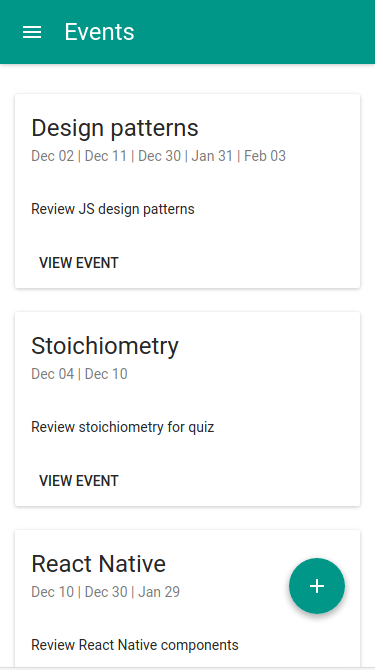 Events
Design patterns
Dec 02 | Dec 11 | Dec 30 | Jan 31 | Feb 03
Review JS design patterns
VIEW EVENT
Stoichiometry
Dec 04 | Dec 10
Review stoichiometry for quiz
VIEW EVENT
React Native
Dec 10 | Dec 30 | Jan 29
Review React Native components